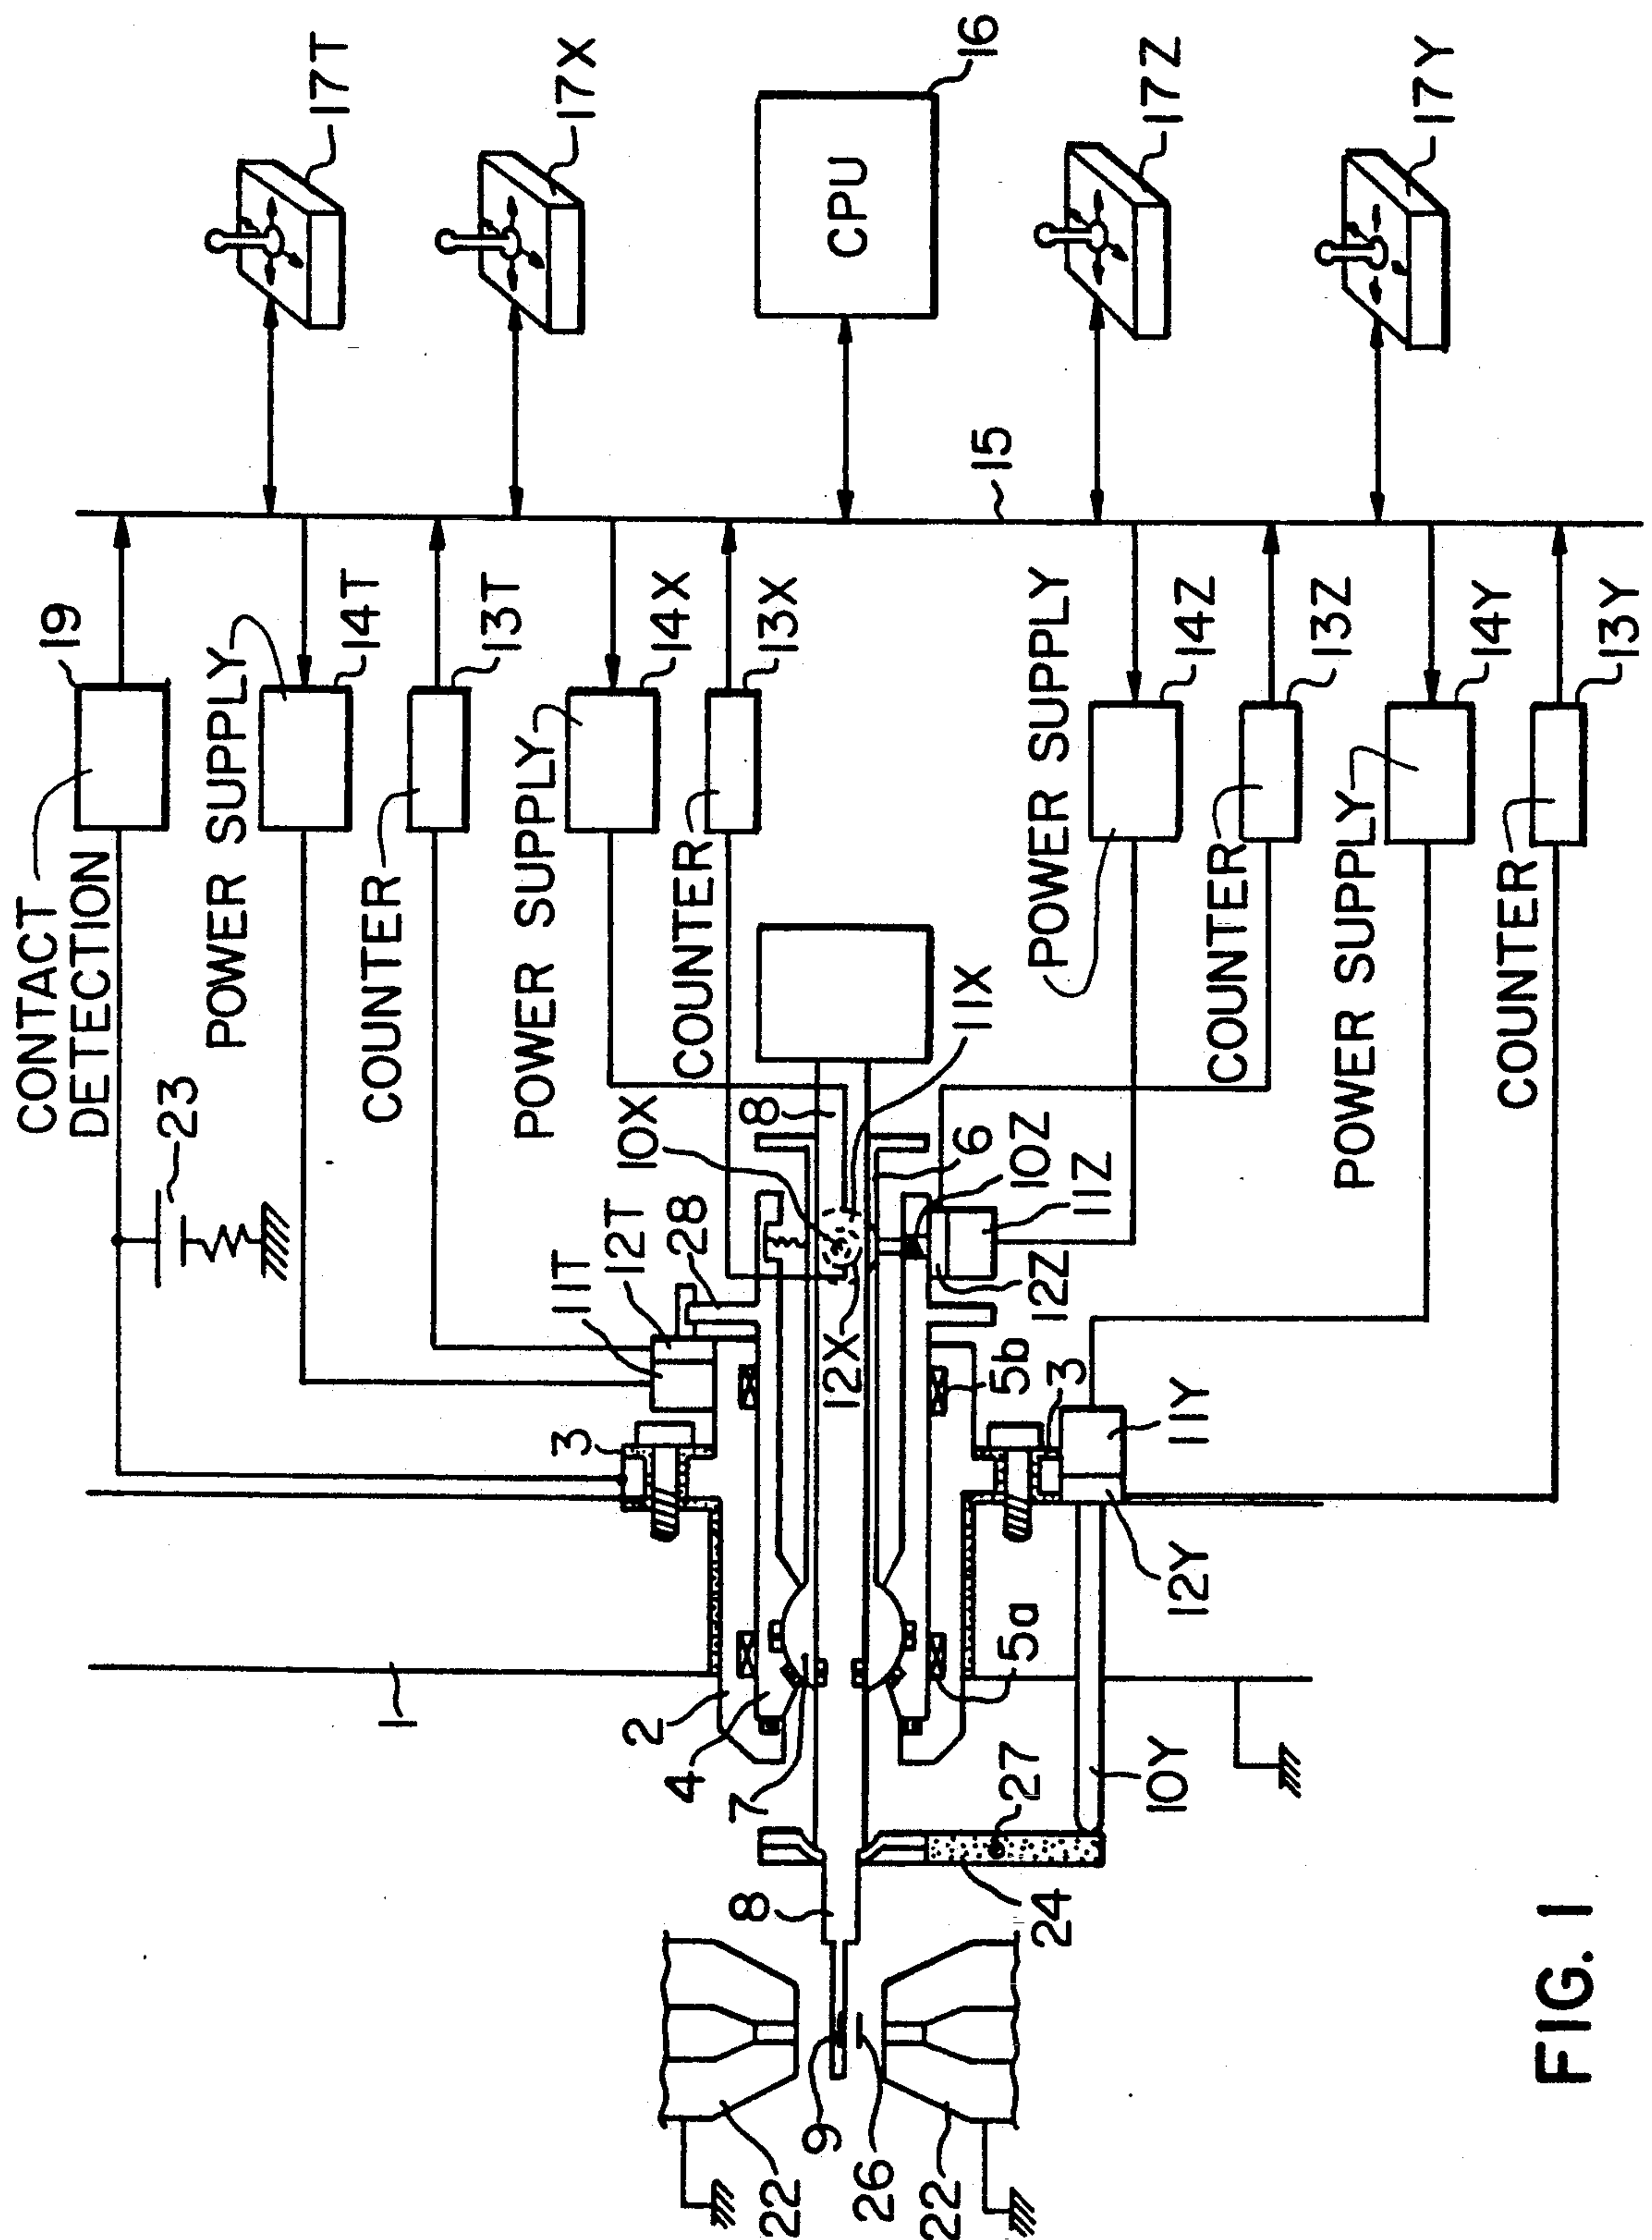 CONTACT
DETECTION
19
23
POWER SUPPLY
14T
COUNTER
13T
POWER SUPPLY
14X
COUNTER
13X
POWER SUPPLY
14Z
COUNTER
13Z
POWER SUPPLY
14Y
COUNTER
13Y
15
CPU
16
17T
17X
17Z
17Y
1
2
3
4
7
11T
12T
28
10X
8
11X
6
10Z
11Z
12Z
12X
5b
3
11Y
12Y
5a
10Y
27
24
8
9
26
22
22
FIG. 1